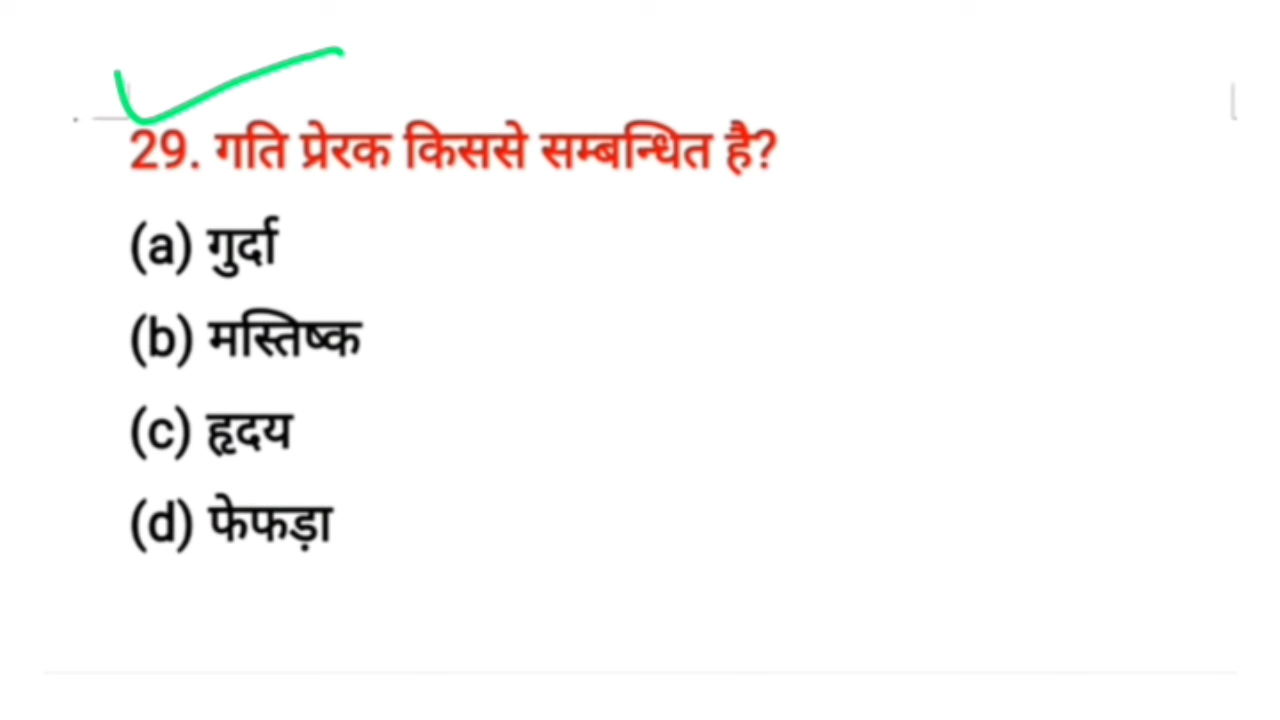 29. गति प्रेरक किससे सम्बन्धित है?
(a) गुर्दा
(b) मस्तिष्क
(c) हृदय
(d) फेफड़ा